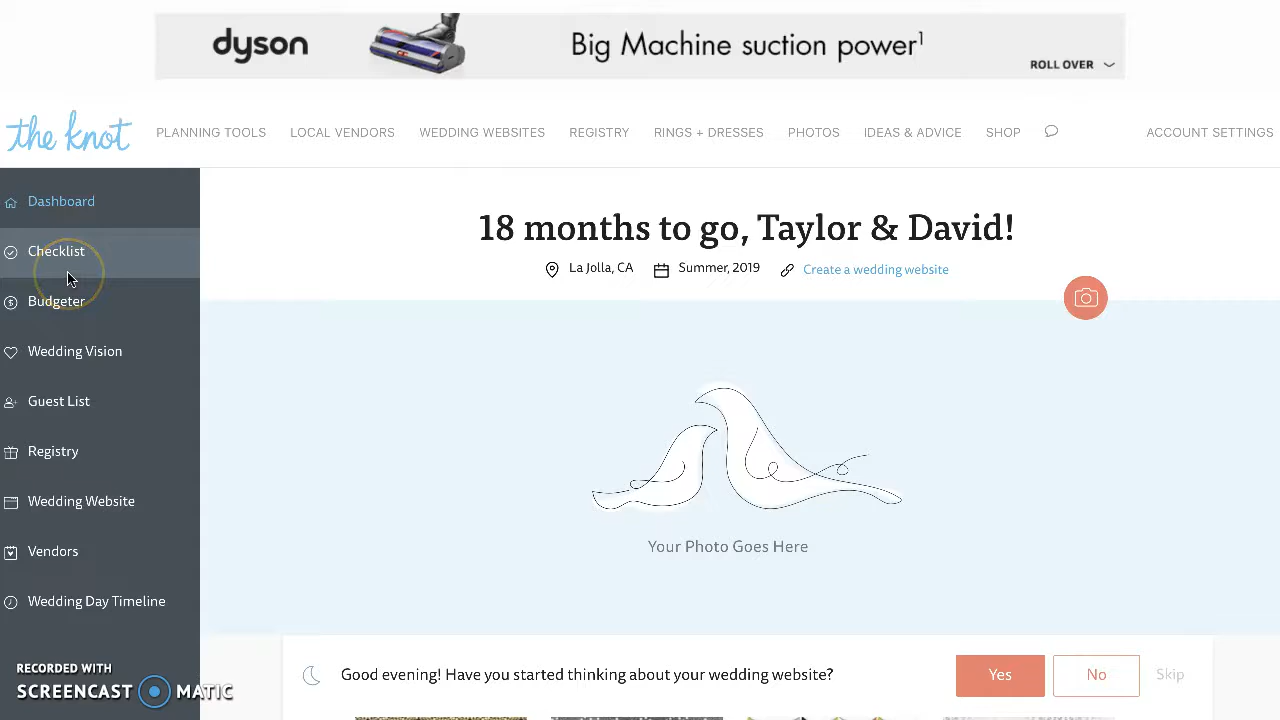 dyson
Big Machine suction power¹
ROLL OVER
the knot
PLANNING TOOLS LOCAL VENDORS WEDDING WEBSITES REGISTRY RINGS + DRESSES PHOTOS IDEAS & ADVICE SHOP ACCOUNT SETTINGS
Dashboard
Checklist
Budgeter
Wedding Vision
Guest List
Registry
Wedding Website
Vendors
Wedding Day Timeline
18 months to go, Taylor & David!
La Jolla, CA Summer, 2019 Create a wedding website
Your Photo Goes Here
Good evening! Have you started thinking about your wedding website? Yes No Skip
RECORDED WITH
SCREENCAST MATIC